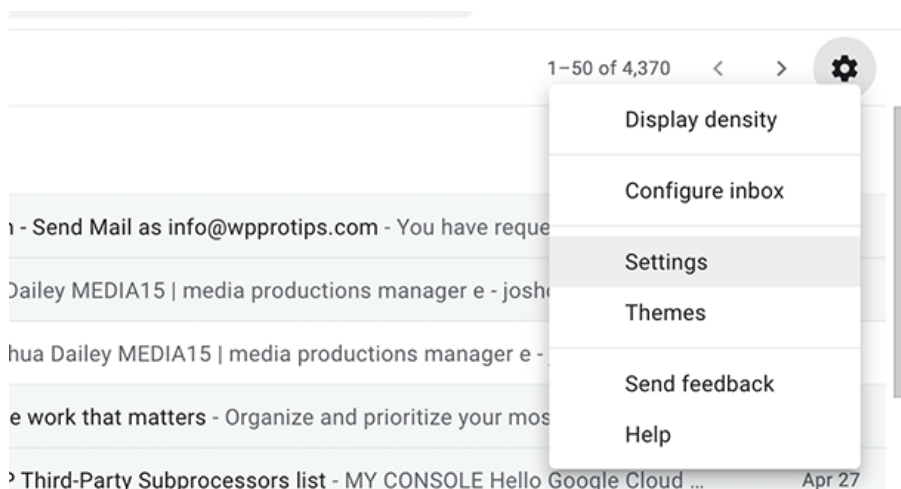 1–50 of 4,370
Display density
Configure inbox
- Send Mail as info@wpprotips.com - You have reque
Settings
Dailey MEDIA15 | media productions manager e - josh
Themes
hua Dailey MEDIA15 | media productions manager e -
Send feedback
e work that matters - Organize and prioritize your mos
Help
P Third-Party Subprocessors list - MY CONSOLE Hello Google Cloud ... Apr 27